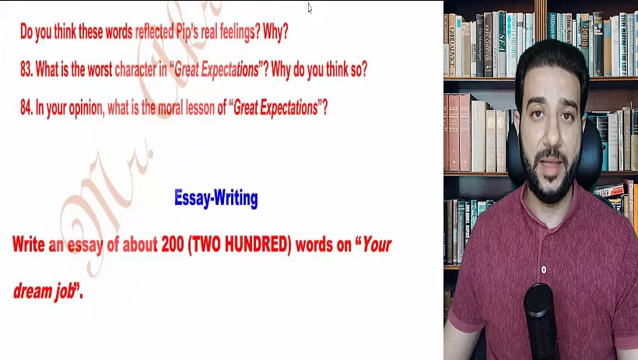 Do you think these words reflected Pip's real feelings? Why?
83. What is the worst character in "Great Expectations"? Why do you think so?
84. In your opinion, what is the moral lesson of "Great Expectations"?
Essay-Writing
Write an essay of about 200 (TWO HUNDRED) words on "Your
dream job".
Mr.